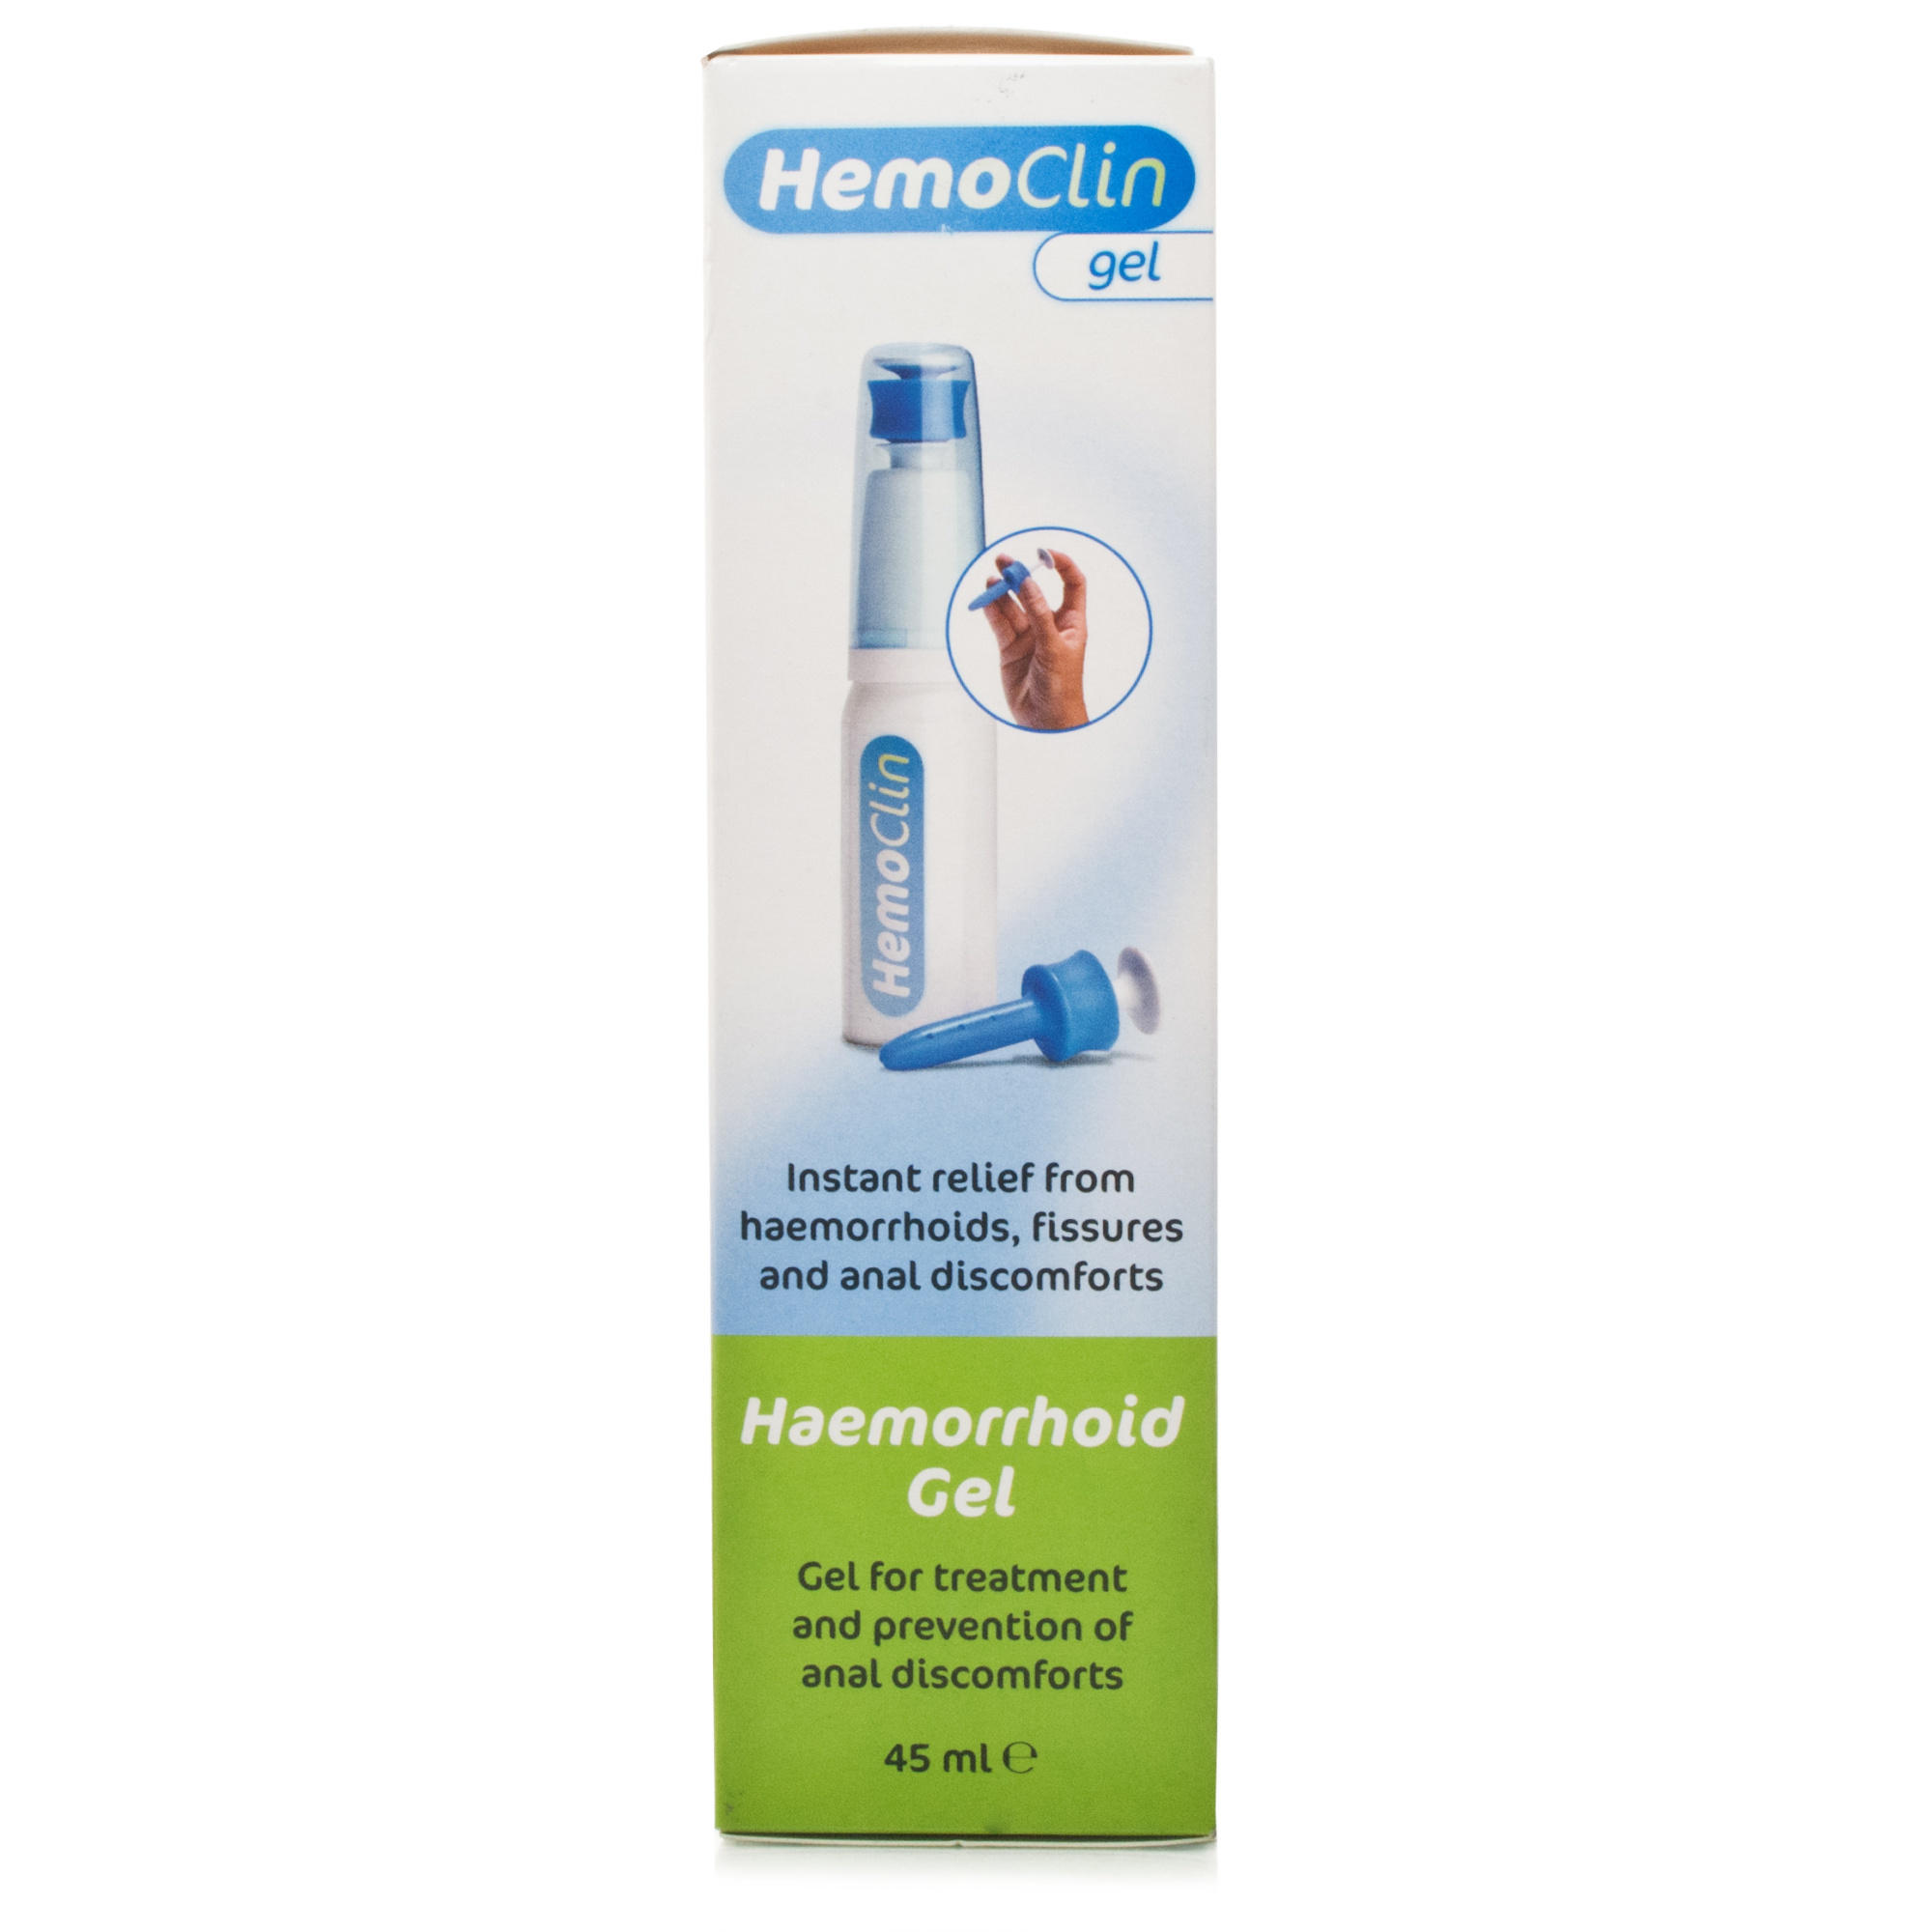 HemoClin
gel
HemoClin
Instant relief from
haemorrhoids, fissures
and anal discomforts
Haemorrhoid
Gel
Gel for treatment
and prevention of
anal discomforts
45 ml ℮